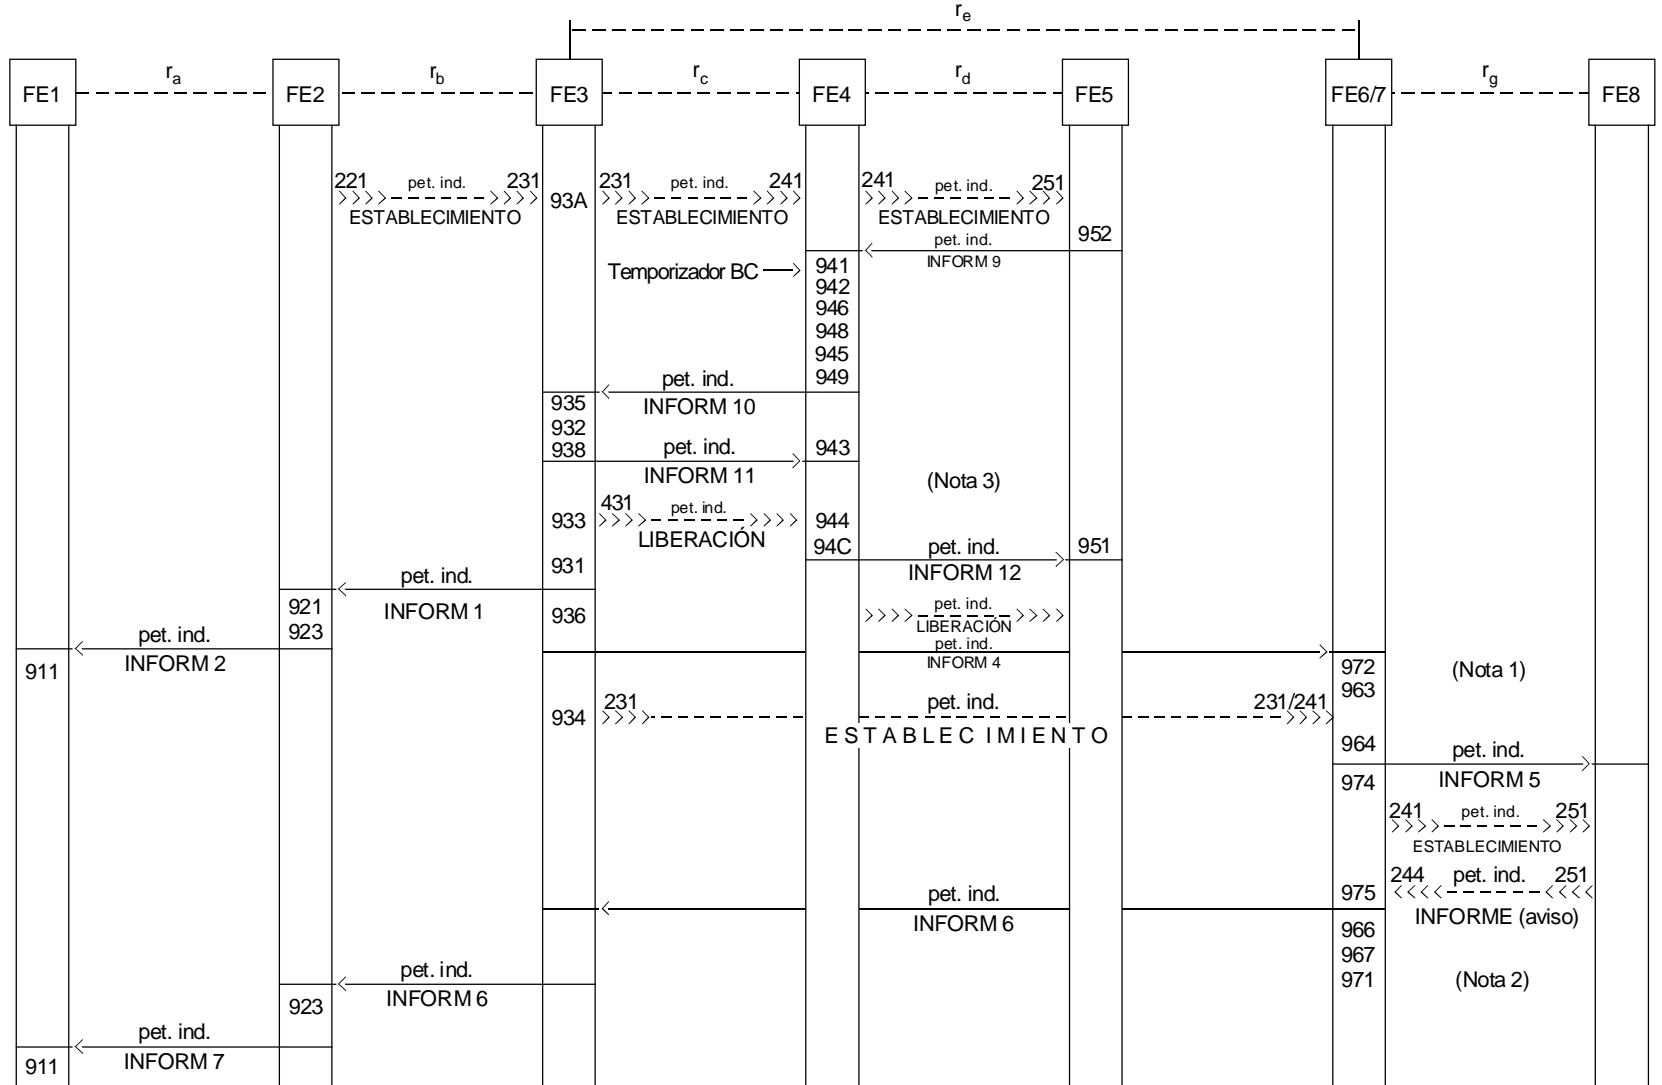 r_e
r_a r_b r_c r_d r_g
FE1 FE2 FE3 FE4 FE5 FE6/7 FE8
221 pet. ind. 231 93A 231 pet. ind. 241 241 pet. ind. 251
ESTABLECIMIENTO ESTABLECIMIENTO ESTABLECIMIENTO
952
pet. ind.
INFORM 9
Temporizador BC 941
942
946
948
945
949
pet. ind.
INFORM 10
935
932
938 pet. ind. 943
INFORM 11
(Nota 3)
933 431 pet. ind. 944
LIBERACIÓN
94C pet. ind. 951
INFORM 12
931
pet. ind.
INFORM 1
921 936 pet. ind.
LIBERACIÓN
923
pet. ind.
INFORM 2
pet. ind.
INFORM 4
911 972 (Nota 1)
963
934 231 pet. ind. 231/241
ESTABLECIMIENTO
964 pet. ind.
INFORM 5
974
241 pet. ind. 251
ESTABLECIMIENTO
244 pet. ind. 251
INFORME (aviso)
975
pet. ind.
INFORM 6
966
967
971 (Nota 2)
pet. ind.
INFORM 6
923
pet. ind.
INFORM 7
911